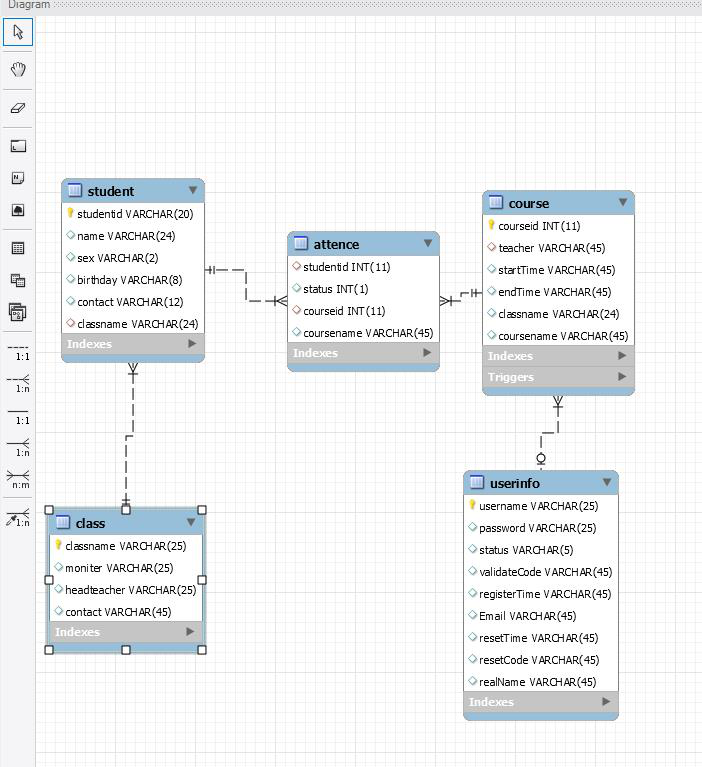 Diagram
student
studentid VARCHAR(20)
name VARCHAR(24)
sex VARCHAR(2)
birthday VARCHAR(8)
contact VARCHAR(12)
classname VARCHAR(24)
Indexes
attence
studentid INT(11)
status INT(1)
courseid INT(11)
coursename VARCHAR(45)
Indexes
course
courseid INT(11)
teacher VARCHAR(45)
startTime VARCHAR(45)
endTime VARCHAR(45)
classname VARCHAR(24)
coursename VARCHAR(45)
Indexes
Triggers
class
classname VARCHAR(25)
moniter VARCHAR(25)
headteacher VARCHAR(25)
contact VARCHAR(45)
Indexes
userinfo
username VARCHAR(25)
password VARCHAR(25)
status VARCHAR(5)
validateCode VARCHAR(45)
registerTime VARCHAR(45)
Email VARCHAR(45)
resetTime VARCHAR(45)
resetCode VARCHAR(45)
realName VARCHAR(45)
Indexes
1:1
1:n
1:1
1:n
n:m
1:n